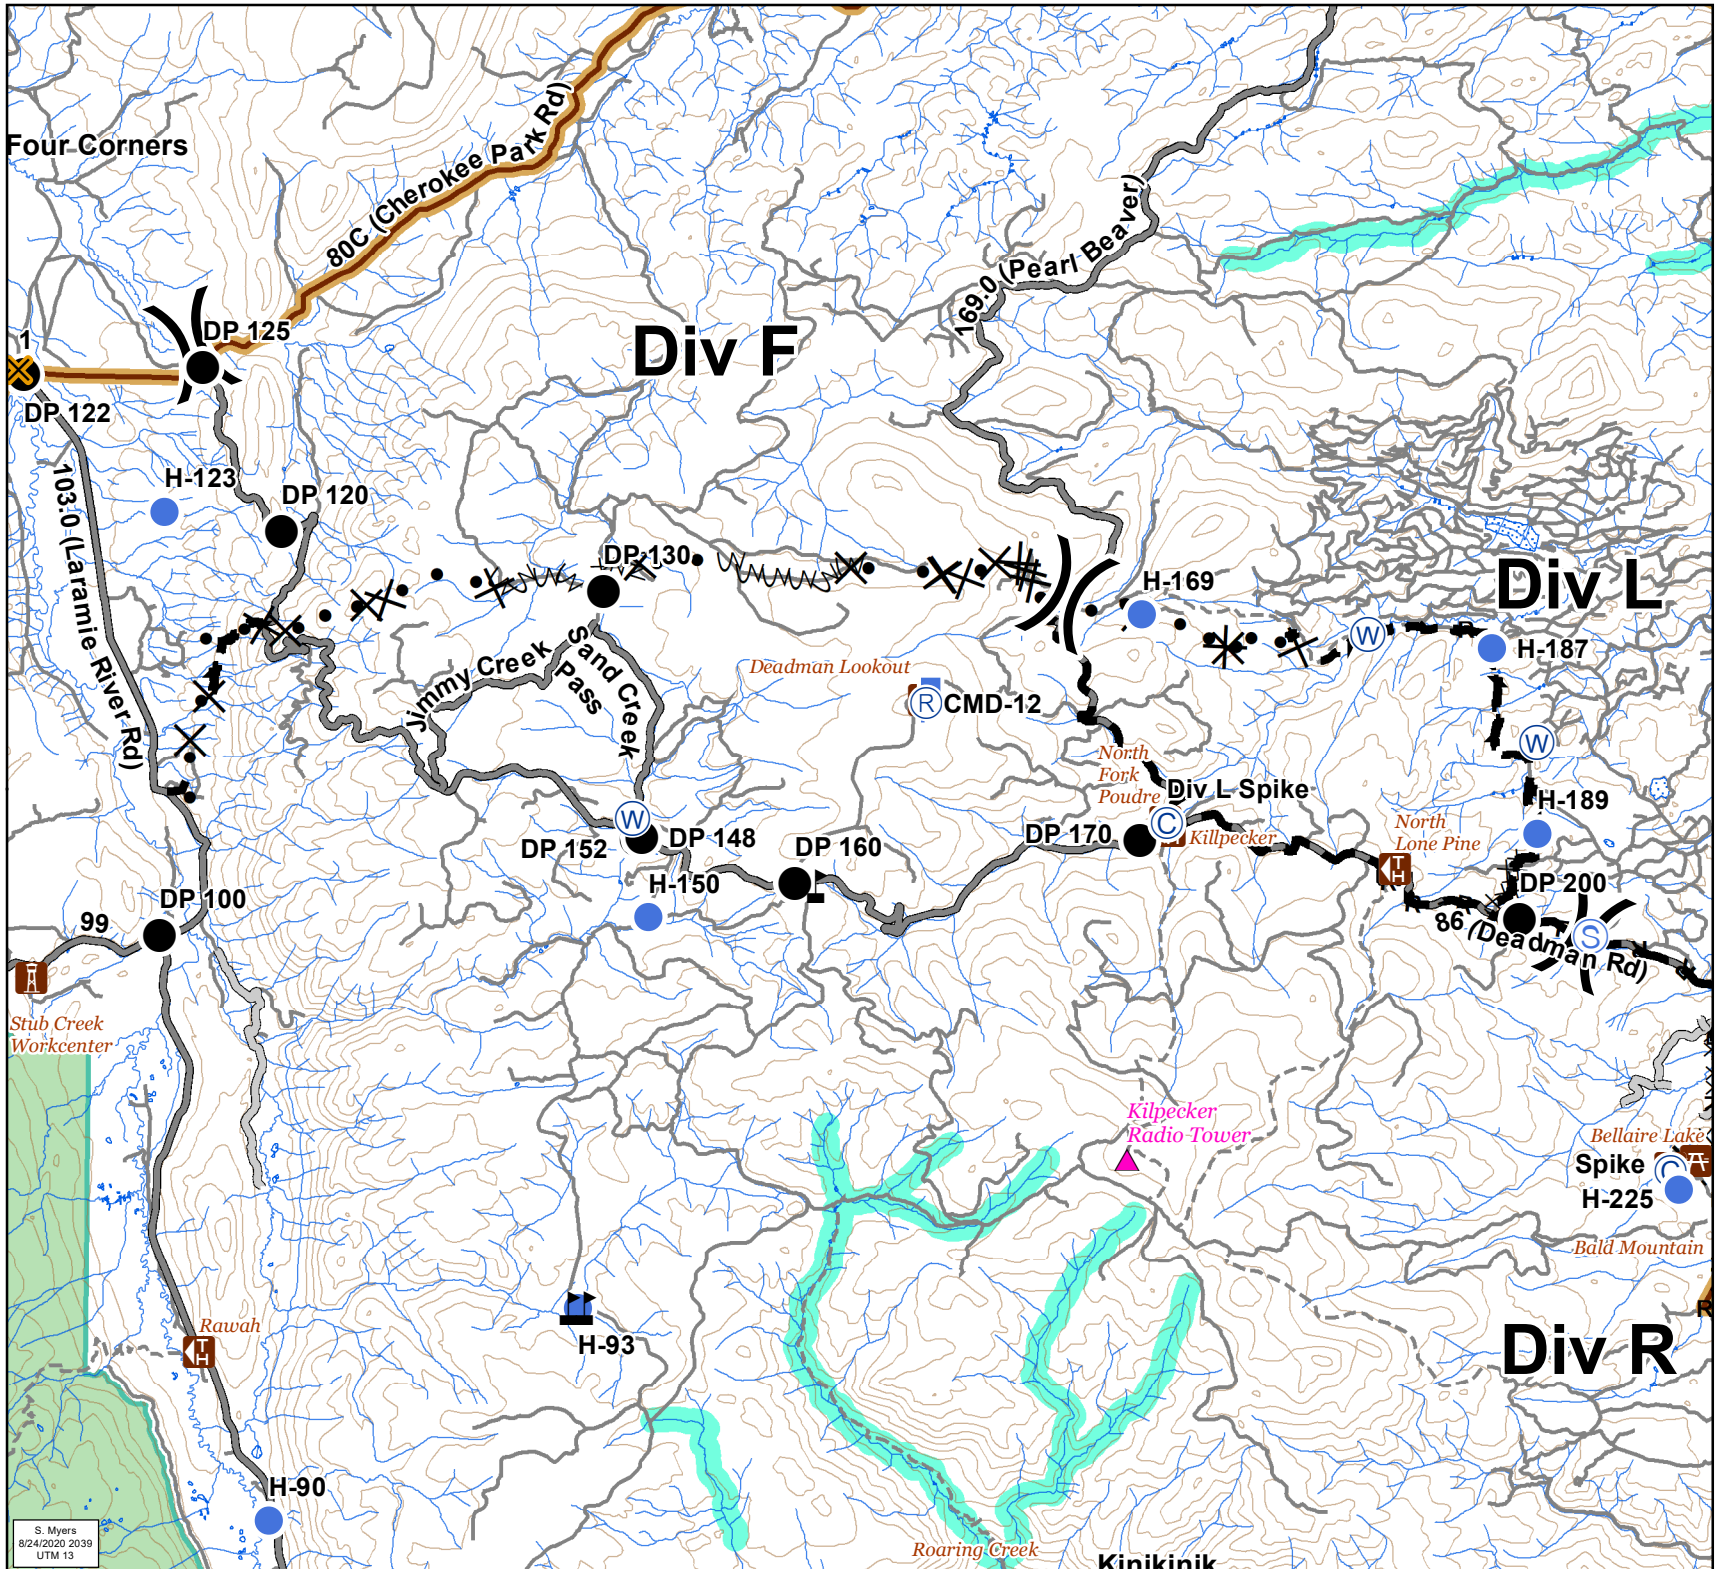 Four Corners
80C (Cherokee Park Rd)
169.0 (Pearl Beaver)
1
DP 125
DP 122
Div F
H-123
DP 120
103.0 (Laramie River Rd)
DP 130
H-169
Div L
W
H-187
Jimmy Creek
Sand Creek
Pass
Deadman Lookout
R
CMD-12
W
North
Fork
Poudre
Div L Spike
H-189
W
DP 152
DP 148
DP 160
DP 170
C
Killpecker
North
Lone Pine
TH
H-150
DP 200
R
R
R
86 (Deadman Rd)
S
DP 100
99
Stub Creek
Workcenter
Kilpecker
Radio Tower
Bellaire Lake
Spike
C
H-225
Bald Mountain
R
Rawah
TH
H-93
Div R
H-90
S. Myers
8/24/2020 2039
UTM 13
Roaring Creek
Kinikinik